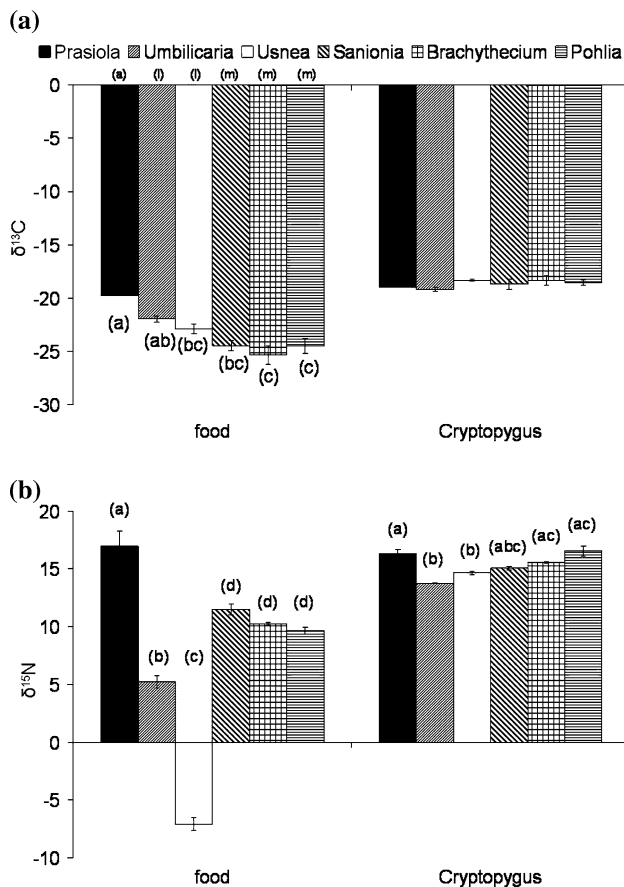 (a)
Prasiola Umbilicaria Usnea Sanionia Brachythecium Pohlia
(a) (l) (l) (m) (m) (m)
0
-5
-10
-15
-20
-25
-30
δ13C
(a) (ab) (bc) (bc) (c) (c)
food Cryptopygus
(b)
20
15
10
5
0
-5
-10
δ15N
(a) (b) (c) (d) (d) (d) (a) (b) (b) (abc) (ac) (ac)
food Cryptopygus